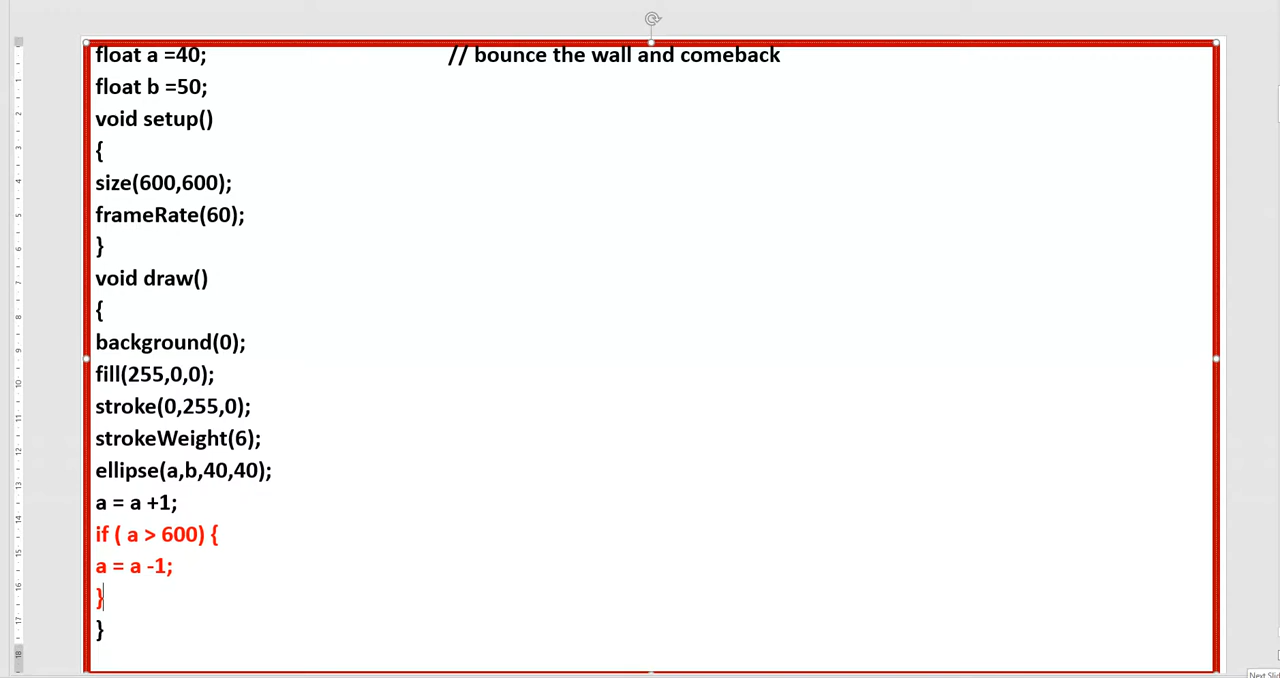 float a =40; // bounce the wall and comeback
float b =50;
void setup()
{
size(600,600);
frameRate(60);
}
void draw()
{
background(0);
fill(255,0,0);
stroke(0,255,0);
strokeWeight(6);
ellipse(a,b,40,40);
a = a +1;
if ( a > 600) {
a = a -1;
}
}